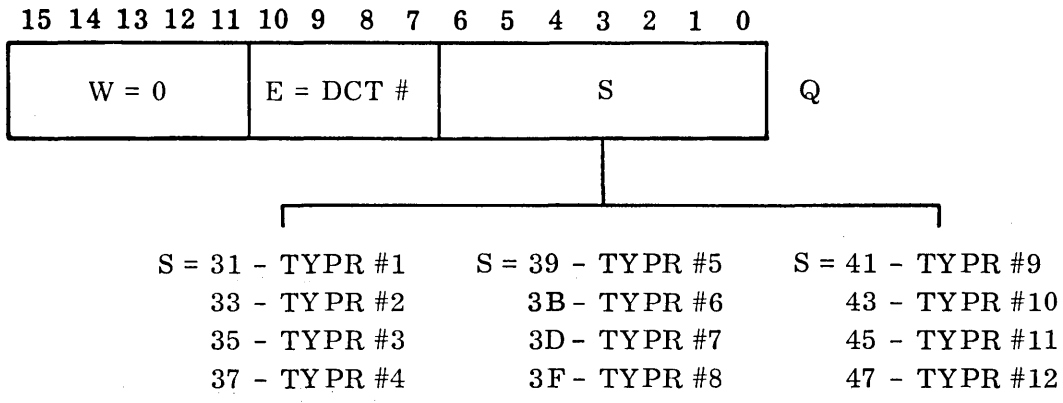 15 14 13 12 11 10 9 8 7 6 5 4 3 2 1 0
W = 0 E = DCT # S Q
S = 31 - TYPR #1 S = 39 - TYPR #5 S = 41 - TYPR #9
33 - TYPR #2 3B - TYPR #6 43 - TYPR #10
35 - TYPR #3 3D - TYPR #7 45 - TYPR #11
37 - TYPR #4 3F - TYPR #8 47 - TYPR #12